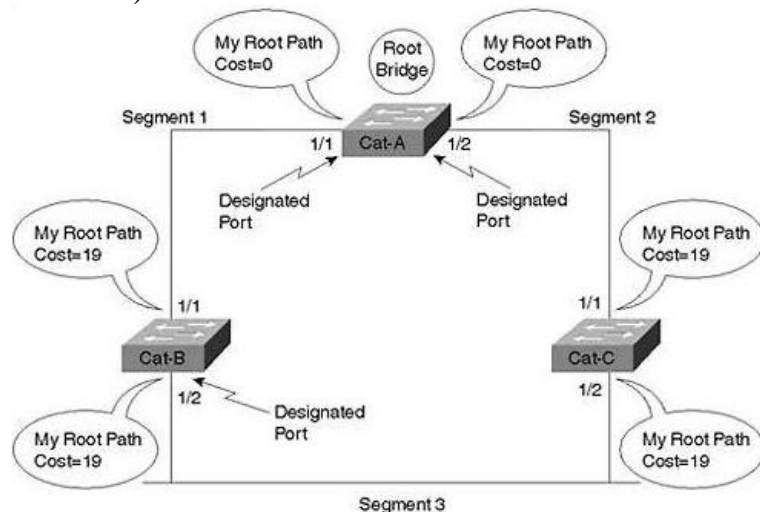 My Root Path
Cost=0
Root
Bridge
My Root Path
Cost=0
Segment 1
Segment 2
1/1
Cat-A
1/2
Designated
Port
Designated
Port
My Root Path
Cost=19
My Root Path
Cost=19
1/1
1/1
Cat-B
Cat-C
1/2
1/2
Designated
Port
My Root Path
Cost=19
My Root Path
Cost=19
Segment 3